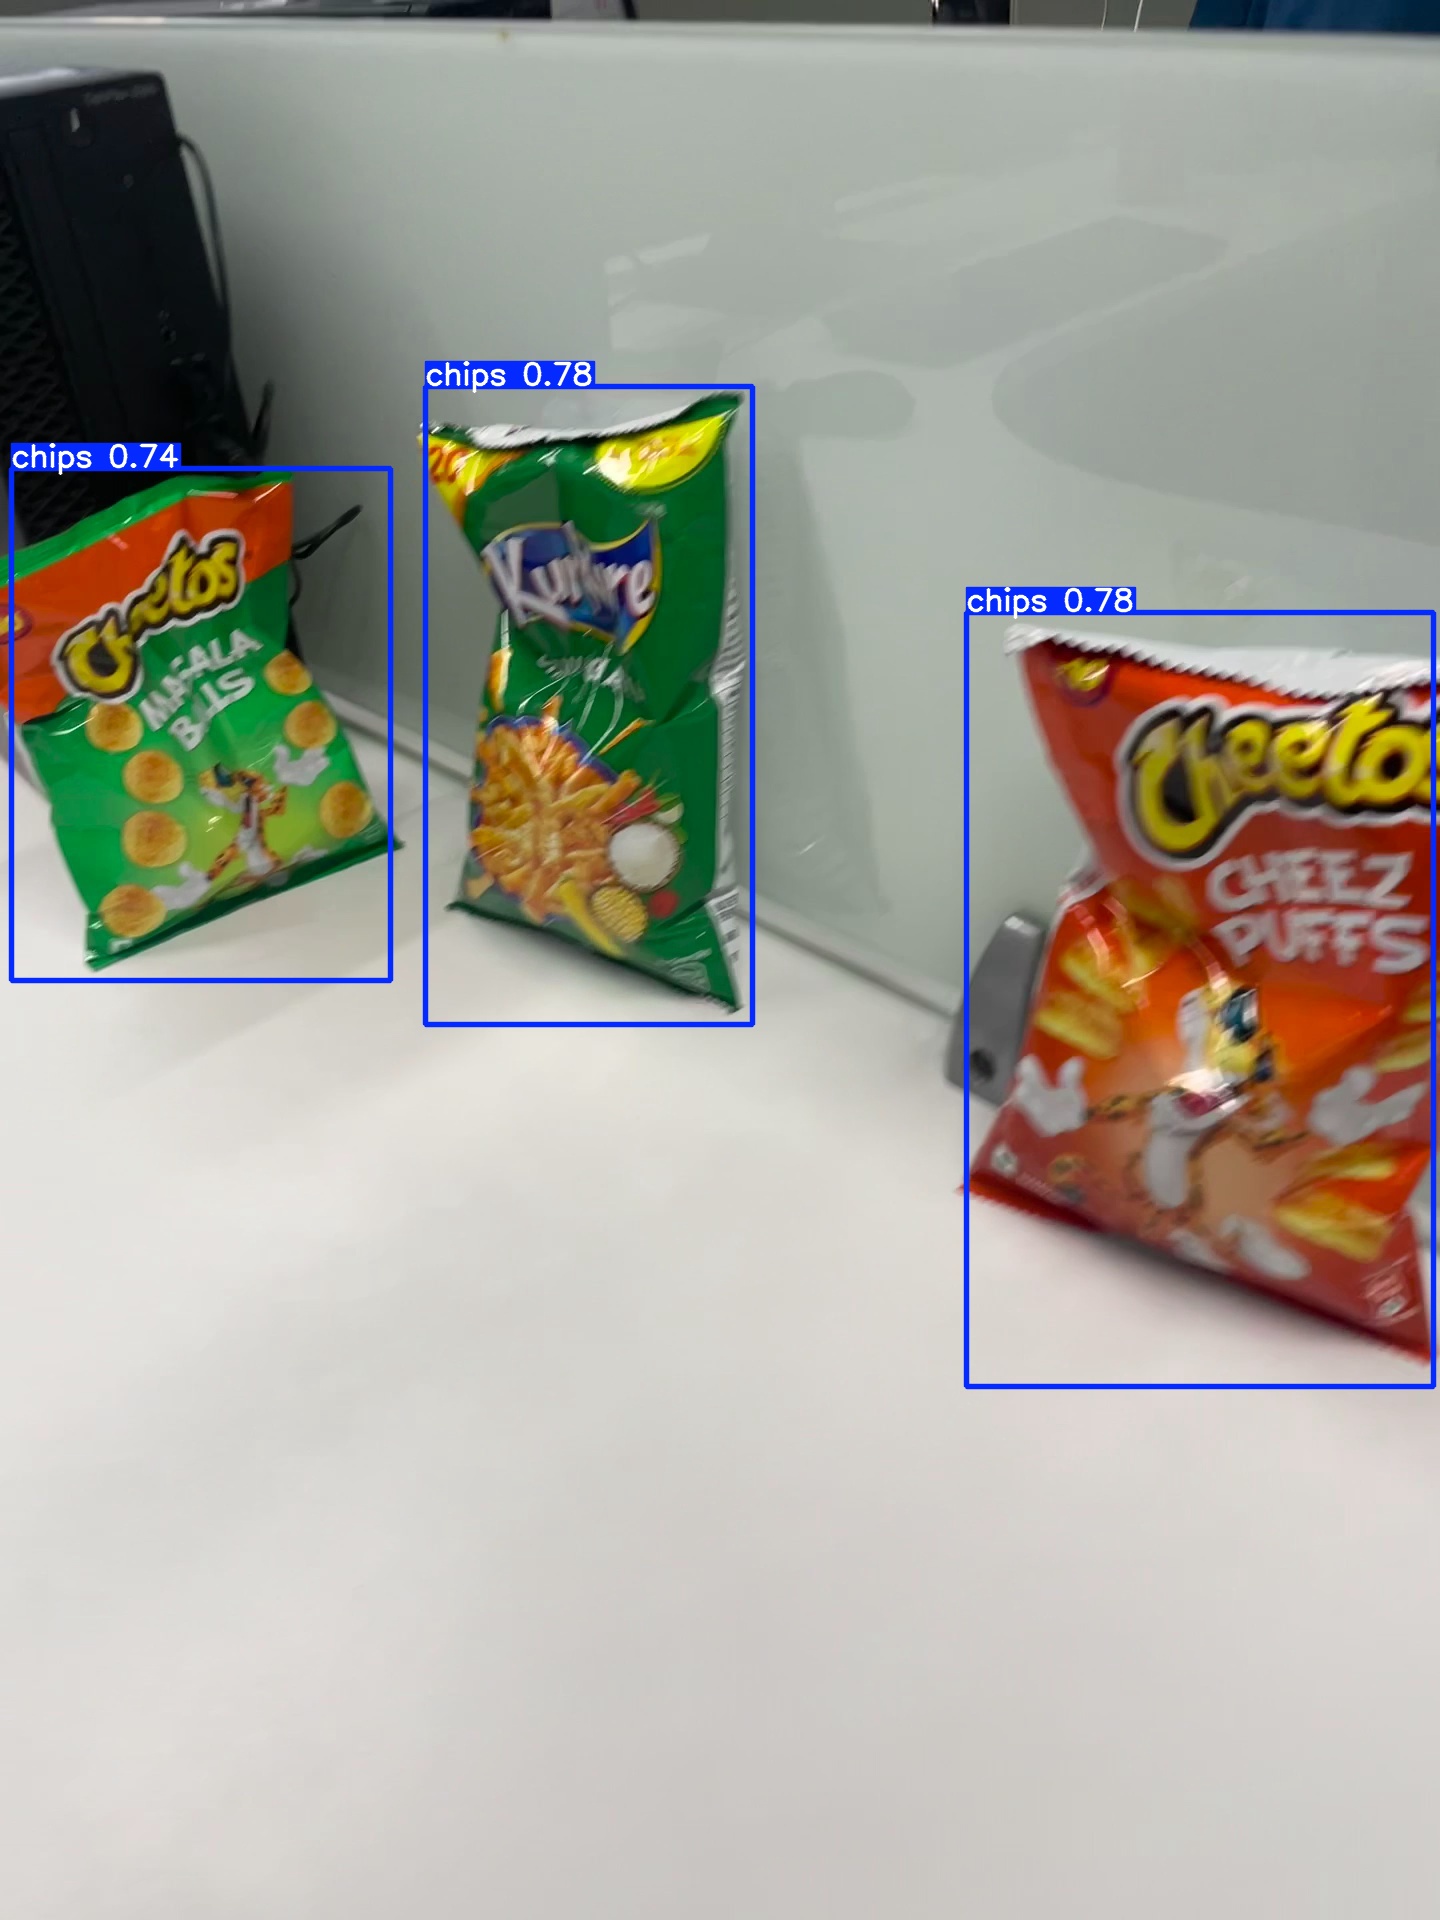 chips 0.78
chips 0.74
Kurkure
chips 0.78
Cheetos
MASALA
BALLS
Cheetos
CHEEZ
PUFFS